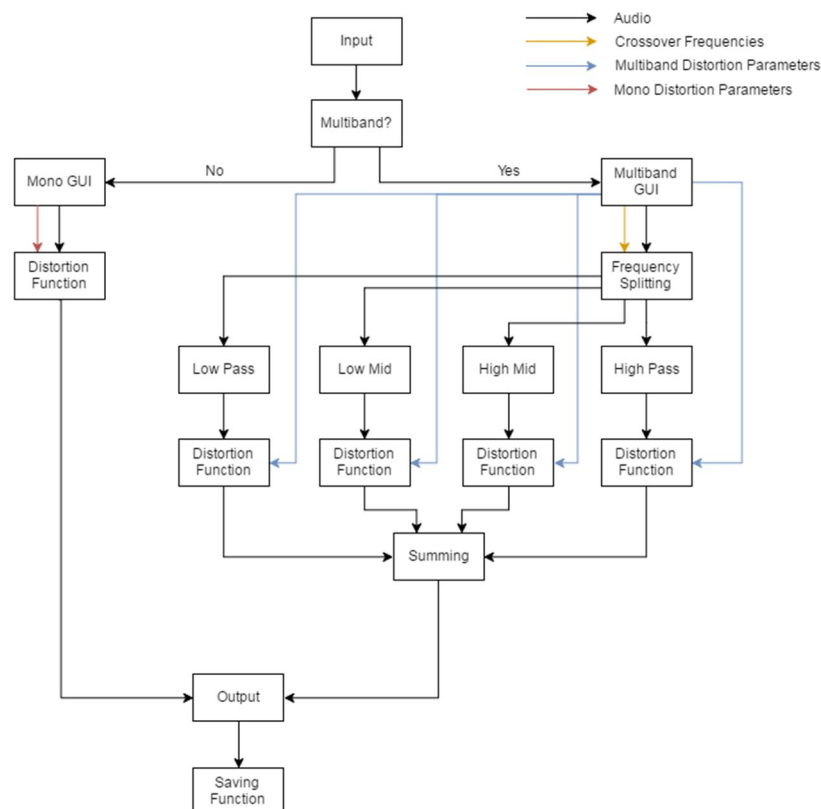 Audio
Crossover Frequencies
Multiband Distortion Parameters
Mono Distortion Parameters
Input
Multiband?
No
Yes
Mono GUI
Multiband
GUI
Distortion
Function
Frequency
Splitting
Low Pass
Low Mid
High Mid
High Pass
Distortion
Function
Distortion
Function
Distortion
Function
Distortion
Function
Summing
Output
Saving
Function